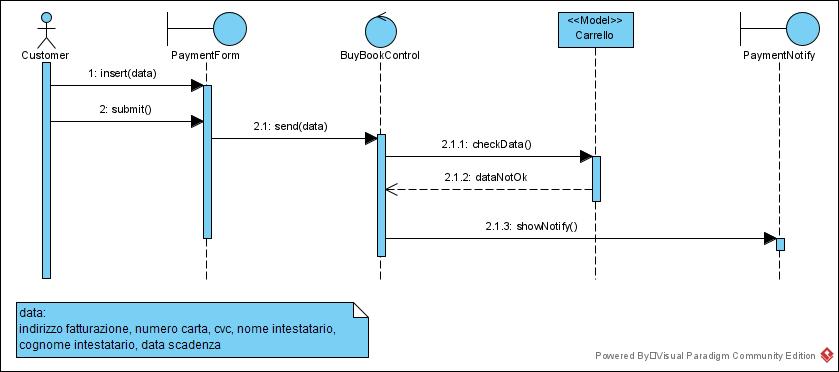 <<Model>>
Carrello
Customer
PaymentForm
BuyBookControl
PaymentNotify
1: insert(data)
2: submit()
2.1: send(data)
2.1.1: checkData()
2.1.2: dataNotOk
2.1.3: showNotify()
data:
indirizzo fatturazione, numero carta, cvc, nome intestatario,
cognome intestatario, data scadenza
Powered By Visual Paradigm Community Edition